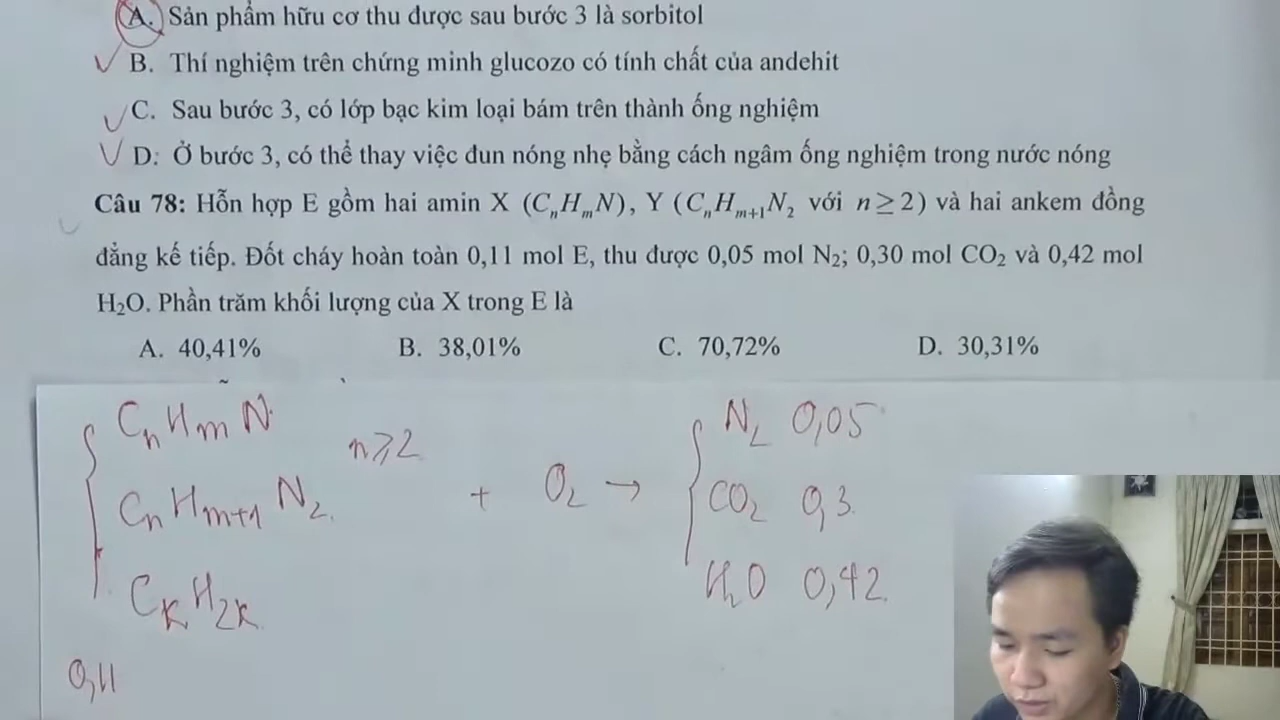 A. Sản phẩm hữu cơ thu được sau bước 3 là sorbitol
B. Thí nghiệm trên chứng minh glucozo có tính chất của andehit
C. Sau bước 3, có lớp bạc kim loại bám trên thành ống nghiệm
D. Ở bước 3, có thể thay việc đun nóng nhẹ bằng cách ngâm ống nghiệm trong nước nóng
Câu 78: Hỗn hợp E gồm hai amin X (CₙHₘN), Y (CₙHₘ₊₁N₂ với n ≥ 2) và hai ankem đồng
đẳng kế tiếp. Đốt cháy hoàn toàn 0,11 mol E, thu được 0,05 mol N₂; 0,30 mol CO₂ và 0,42 mol
H₂O. Phần trăm khối lượng của X trong E là
A. 40,41% B. 38,01% C. 70,72% D. 30,31%
CₙHₘN N₂ 0,05
n ≥ 2
CₙHₘ₊₁N₂ + O₂ → CO₂ 0,3
CₖH₂ₖ H₂O 0,42
0,11